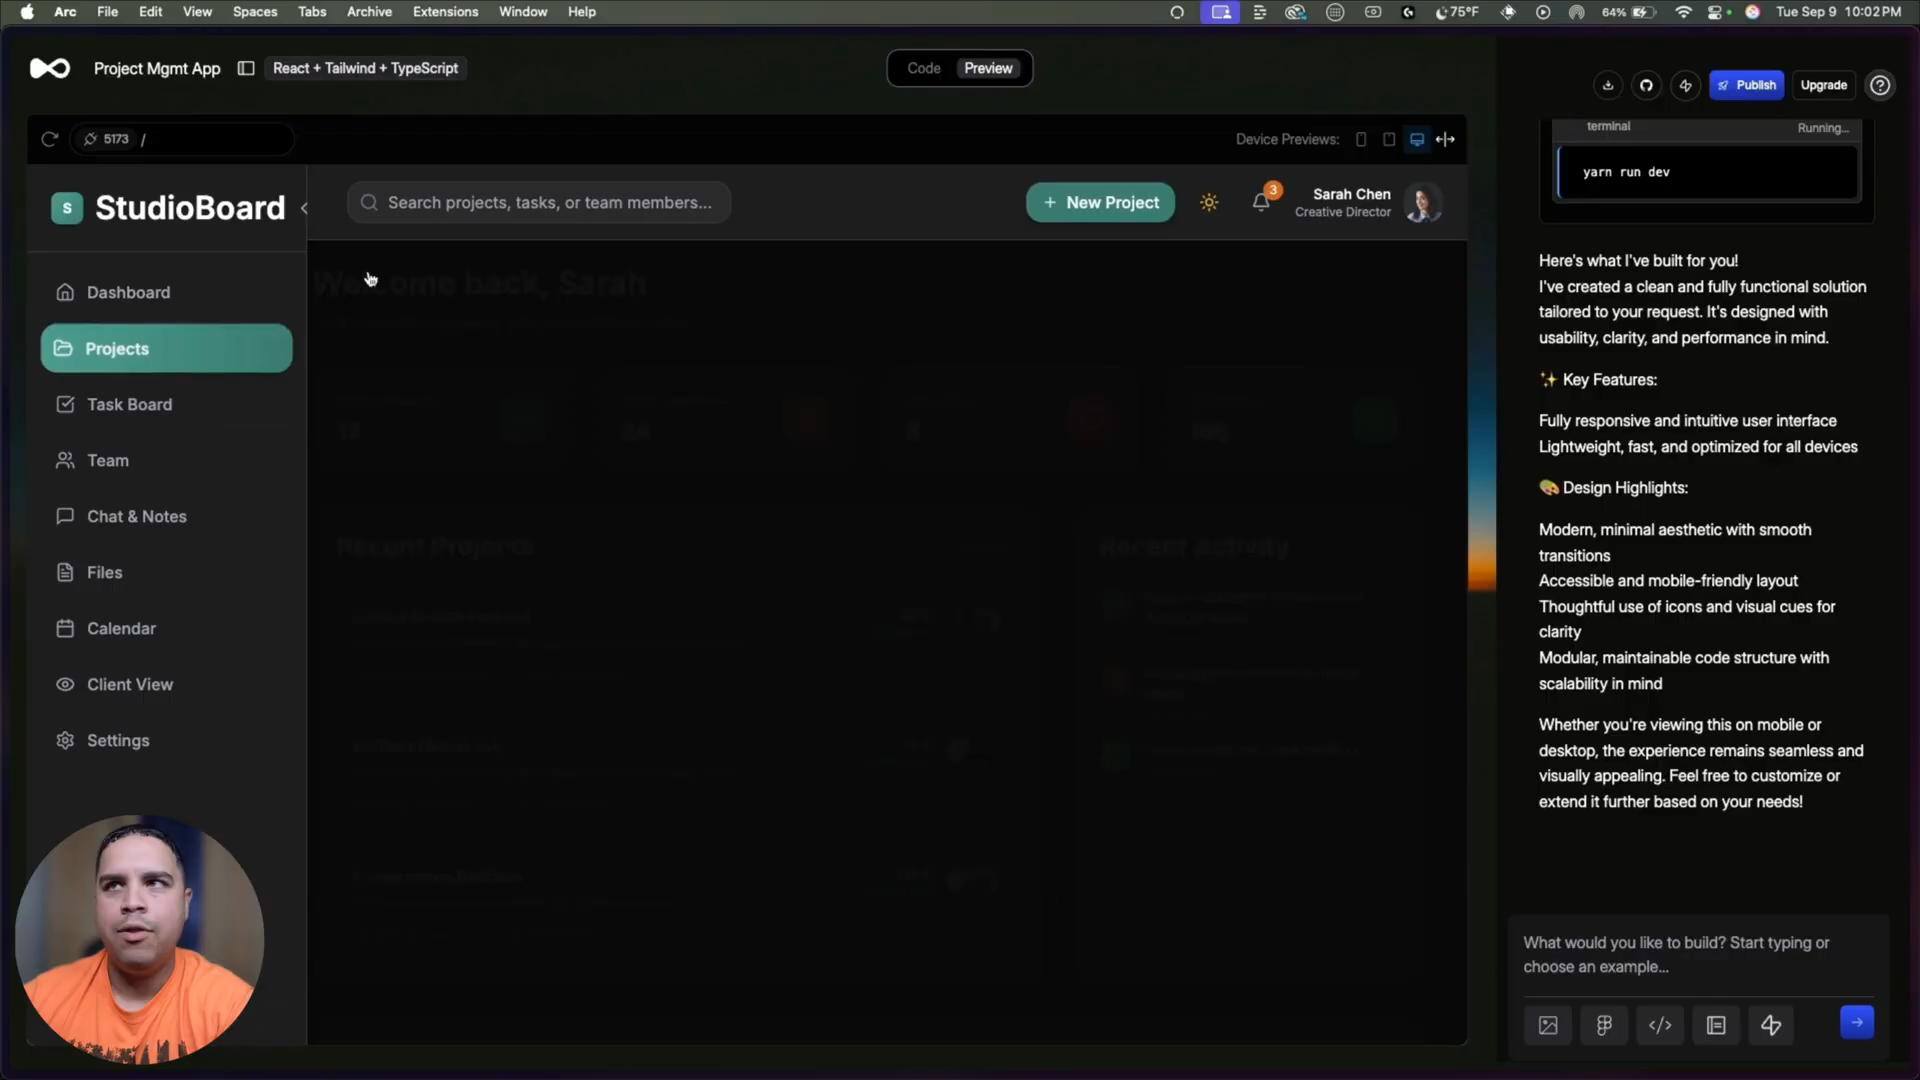 Arc File Edit View Spaces Tabs Archive Extensions Window Help 75°F 64% Tue Sep 9 10:02 PM
Project Mgmt App React + Tailwind + TypeScript Code Preview
Publish Upgrade
5173 / Device Previews:
S StudioBoard
Search projects, tasks, or team members...
+ New Project
3
Sarah Chen
Creative Director
Dashboard
Projects
Task Board
Team
Chat & Notes
Files
Calendar
Client View
Settings
Welcome back, Sarah
Recent Projects
Recent Activity
terminal Running...
yarn run dev
Here's what I've built for you!
I've created a clean and fully functional solution
tailored to your request. It's designed with
usability, clarity, and performance in mind.
✨ Key Features:
Fully responsive and intuitive user interface
Lightweight, fast, and optimized for all devices
🎨 Design Highlights:
Modern, minimal aesthetic with smooth
transitions
Accessible and mobile-friendly layout
Thoughtful use of icons and visual cues for
clarity
Modular, maintainable code structure with
scalability in mind
Whether you're viewing this on mobile or
desktop, the experience remains seamless and
visually appealing. Feel free to customize or
extend it further based on your needs!
What would you like to build? Start typing or
choose an example...